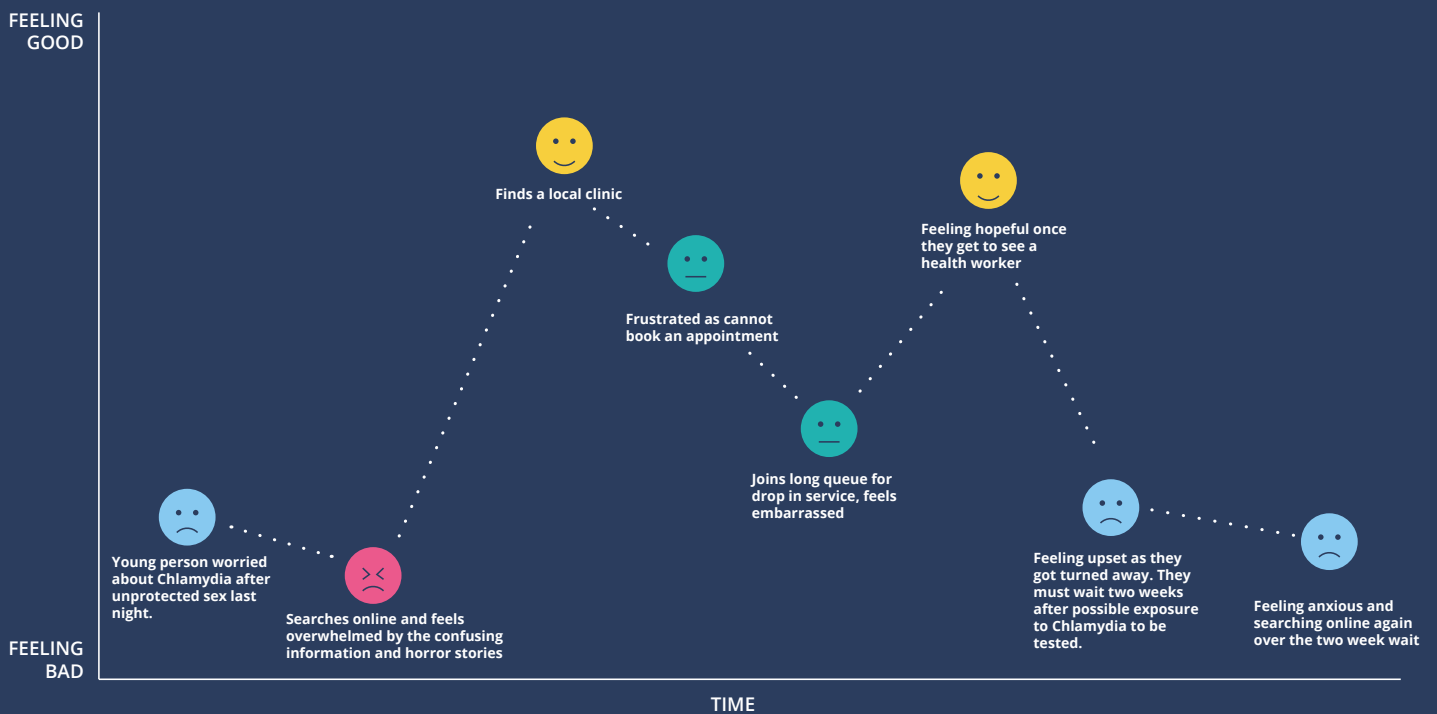 FEELING
GOOD
Finds a local clinic
Feeling hopeful once
they get to see a
health worker
Frustrated as cannot
book an appointment
Joins long queue for
drop in service, feels
embarrassed
Young person worried
about Chlamydia after
unprotected sex last
night.
Searches online and feels
overwhelmed by the confusing
information and horror stories
Feeling upset as they
got turned away. They
must wait two weeks
after possible exposure
to Chlamydia to be
tested.
Feeling anxious and
searching online again
over the two week wait
FEELING
BAD
TIME